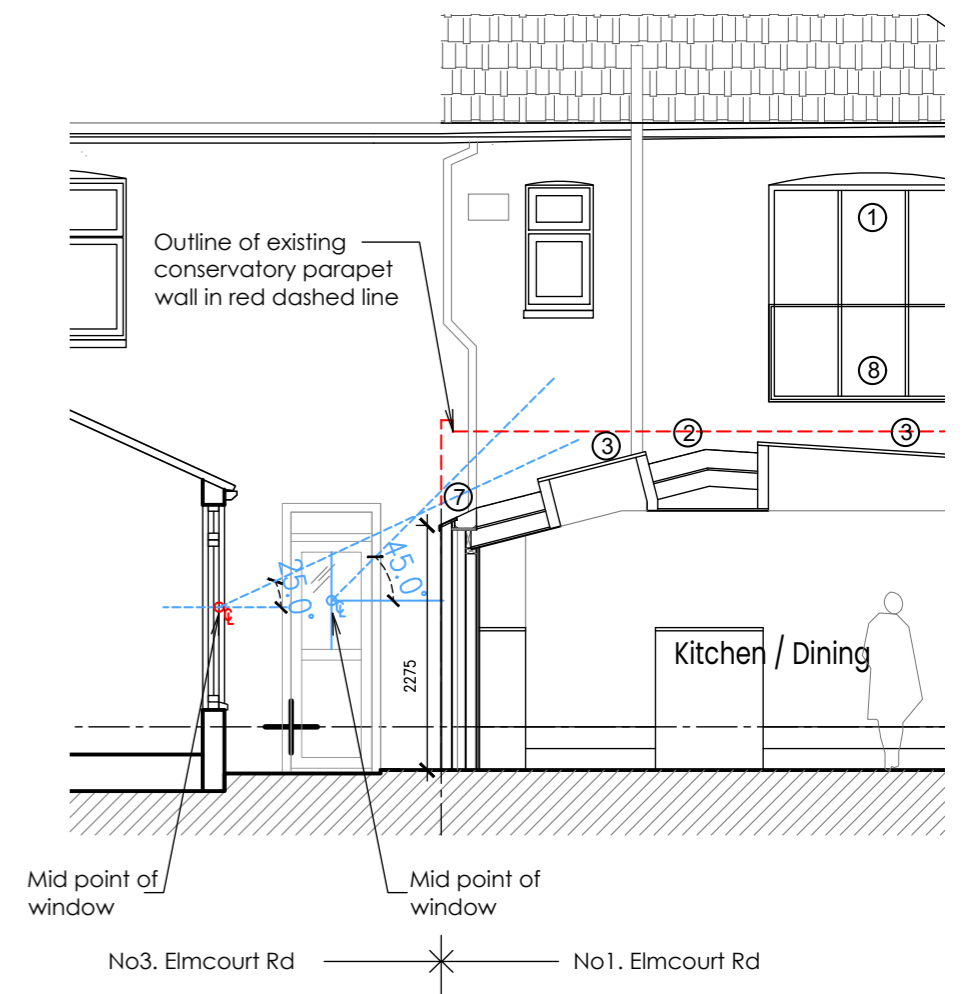 1
Outline of existing
conservatory parapet
wall in red dashed line
8
3
2
3
7
25.0°
45.0°
℄
℄
2275
Kitchen / Dining
Mid point of
window
Mid point of
window
No3. Elmcourt Rd
No1. Elmcourt Rd